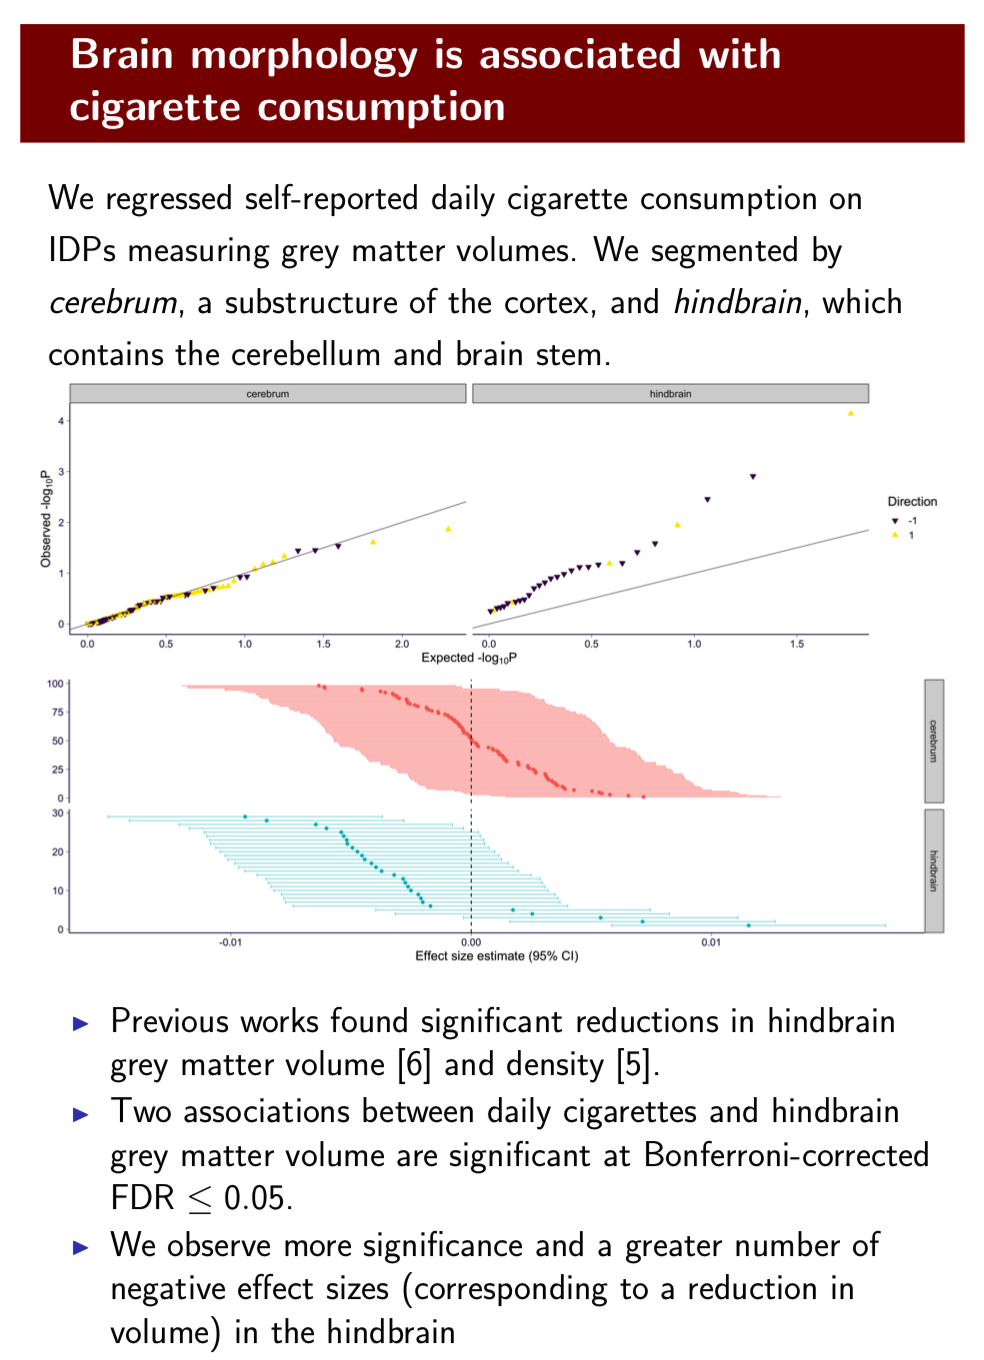 Brain morphology is associated with
cigarette consumption
We regressed self-reported daily cigarette consumption on
IDPs measuring grey matter volumes. We segmented by
cerebrum, a substructure of the cortex, and hindbrain, which
contains the cerebellum and brain stem.
cerebrum
hindbrain
Observed -log10P
4
3
2
1
0
0.0 0.5 1.0 1.5 2.0
0.0 0.5 1.0 1.5
Expected -log10P
Direction
-1
1
100
75
50
25
0
cerebrum
30
20
10
0
hindbrain
-0.01 0.00 0.01
Effect size estimate (95% CI)
▶ Previous works found significant reductions in hindbrain
grey matter volume [6] and density [5].
▶ Two associations between daily cigarettes and hindbrain
grey matter volume are significant at Bonferroni-corrected
FDR ≤ 0.05.
▶ We observe more significance and a greater number of
negative effect sizes (corresponding to a reduction in
volume) in the hindbrain